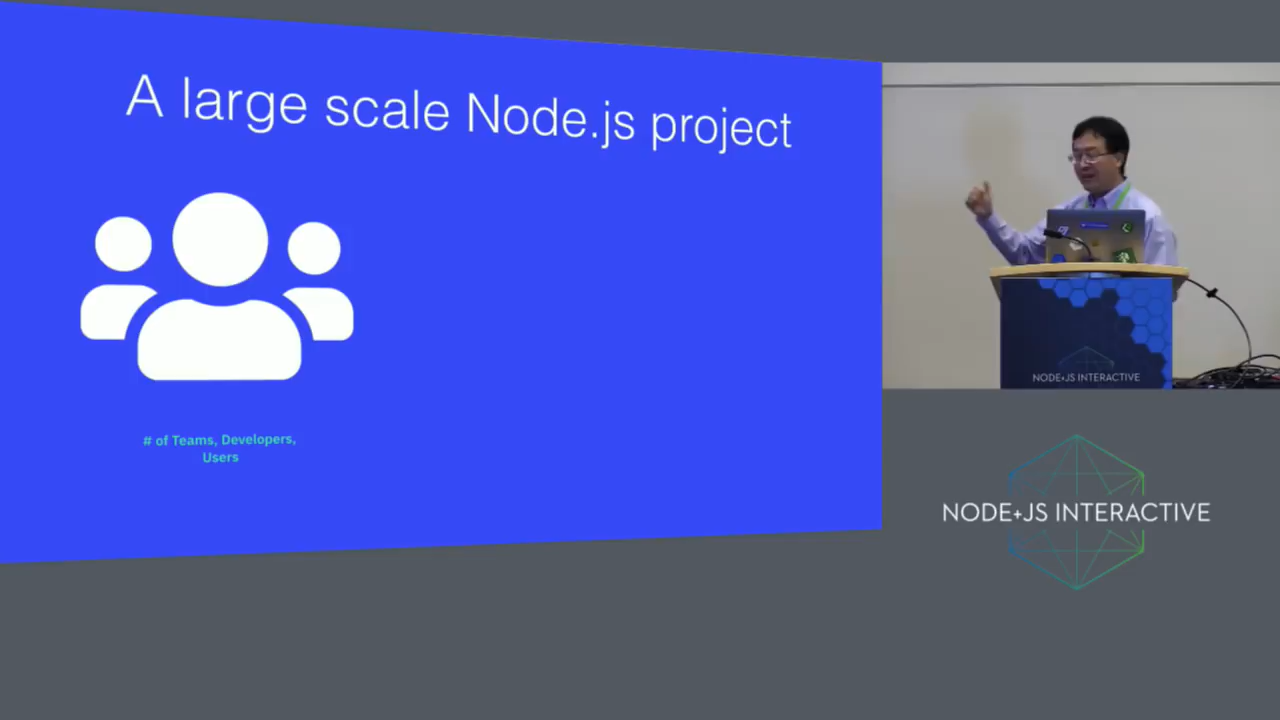 A large scale Node.js project
# of Teams, Developers,
Users
NODE+JS INTERACTIVE
NODE+JS INTERACTIVE